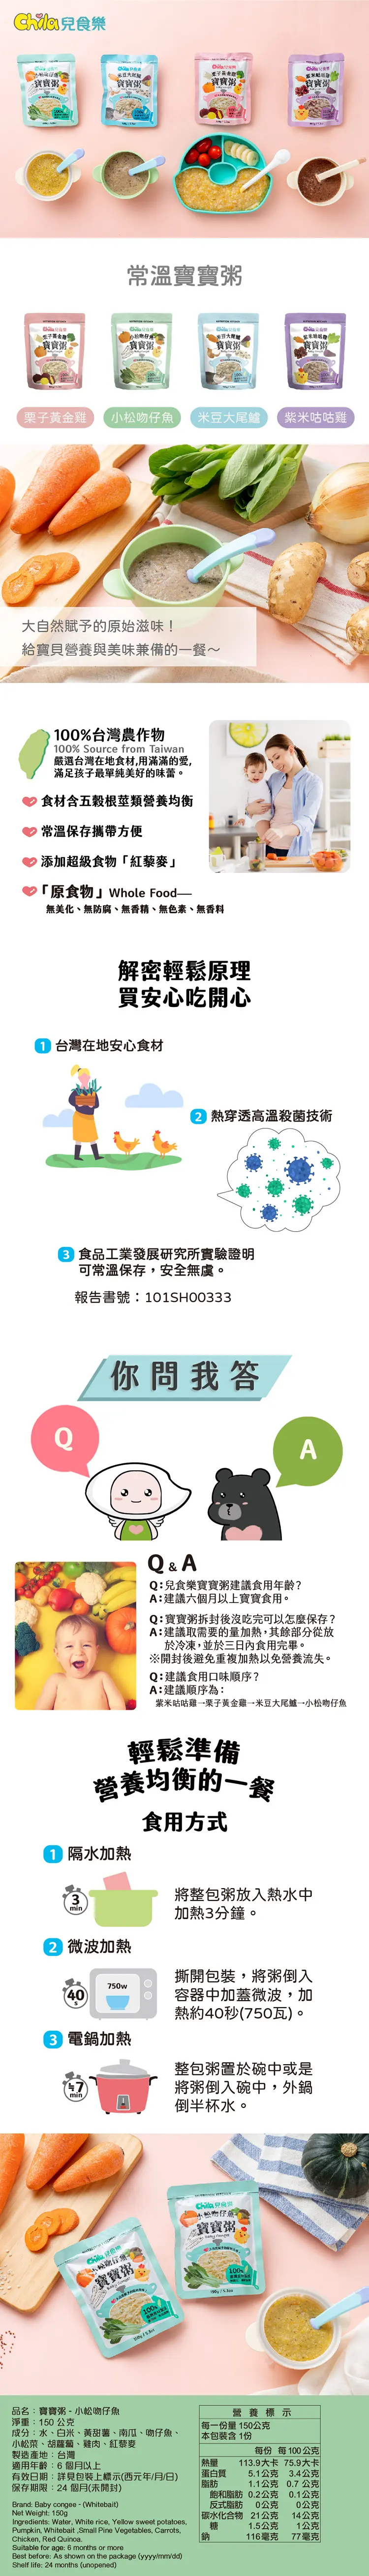 Chila 兒食樂
常溫寶寶粥
栗子黃金雞
小松吻仔魚
米豆大尾鱸
紫米咕咕雞
大自然賦予的原始滋味！
給寶貝營養與美味兼備的一餐～
100%台灣農作物
100% Source from Taiwan
嚴選台灣在地食材,用滿滿的愛,
滿足孩子最單純美好的味蕾。
食材含五穀根莖類營養均衡
常溫保存攜帶方便
添加超級食物「紅藜麥」
「原食物」Whole Food—
無美化、無防腐、無香精、無色素、無香料
解密輕鬆原理
買安心吃開心
1 台灣在地安心食材
2 熱穿透高溫殺菌技術
3 食品工業發展研究所實驗證明
可常溫保存，安全無虞。
報告書號：101SH00333
你問我答
Q
A
Q & A
Q:兒食樂寶寶粥建議食用年齡？
A:建議六個月以上寶寶食用。
Q:寶寶粥拆封後沒吃完可以怎麼保存？
A:建議取需要的量加熱，其餘部分從放
於冷凍，並於三日內食用完畢。
※開封後避免重複加熱以免營養流失。
Q:建議食用口味順序？
A:建議順序為：
紫米咕咕雞→栗子黃金雞→米豆大尾鱸→小松吻仔魚
輕鬆準備
營養均衡的一餐
食用方式
1 隔水加熱
3 min
將整包粥放入熱水中
加熱3分鐘。
2 微波加熱
40 s
750w
撕開包裝，將粥倒入
容器中加蓋微波，加
熱約40秒(750瓦)。
3 電鍋加熱
≒7 min
整包粥置於碗中或是
將粥倒入碗中，外鍋
倒半杯水。
Chila 兒食樂
小松吻仔魚
寶寶粥
100%
150g / 5.3oz
Chila 兒食樂
小松吻仔魚
寶寶粥
100%
150g / 5.3oz
品名：寶寶粥 - 小松吻仔魚
淨重：150 公克
成分：水、白米、黃甜薯、南瓜、吻仔魚、
小松菜、胡蘿蔔、雞肉、紅藜麥
製造產地：台灣
適用年齡：6 個月以上
有效日期：詳見包裝上標示(西元年/月/日)
保存期限：24 個月(未開封)
Brand: Baby congee - (Whitebait)
Net Weight: 150g
Ingredients: Water, White rice, Yellow sweet potatoes,
Pumpkin, Whitebait ,Small Pine Vegetables, Carrots,
Chicken, Red Quinoa.
Suitable for age: 6 months or more
Best before: As shown on the package (yyyy/mm/dd)
Shelf life: 24 months (unopened)
營 養 標 示
每一份量 150公克
本包裝含 1份
每份 每 100 公克
熱量 113.9大卡 75.9大卡
蛋白質 5.1公克 3.4公克
脂肪 1.1公克 0.7 公克
飽和脂肪 0.2公克 0.1公克
反式脂肪 0公克 0公克
碳水化合物 21公克 14公克
糖 1.5公克 1公克
鈉 116毫克 77毫克